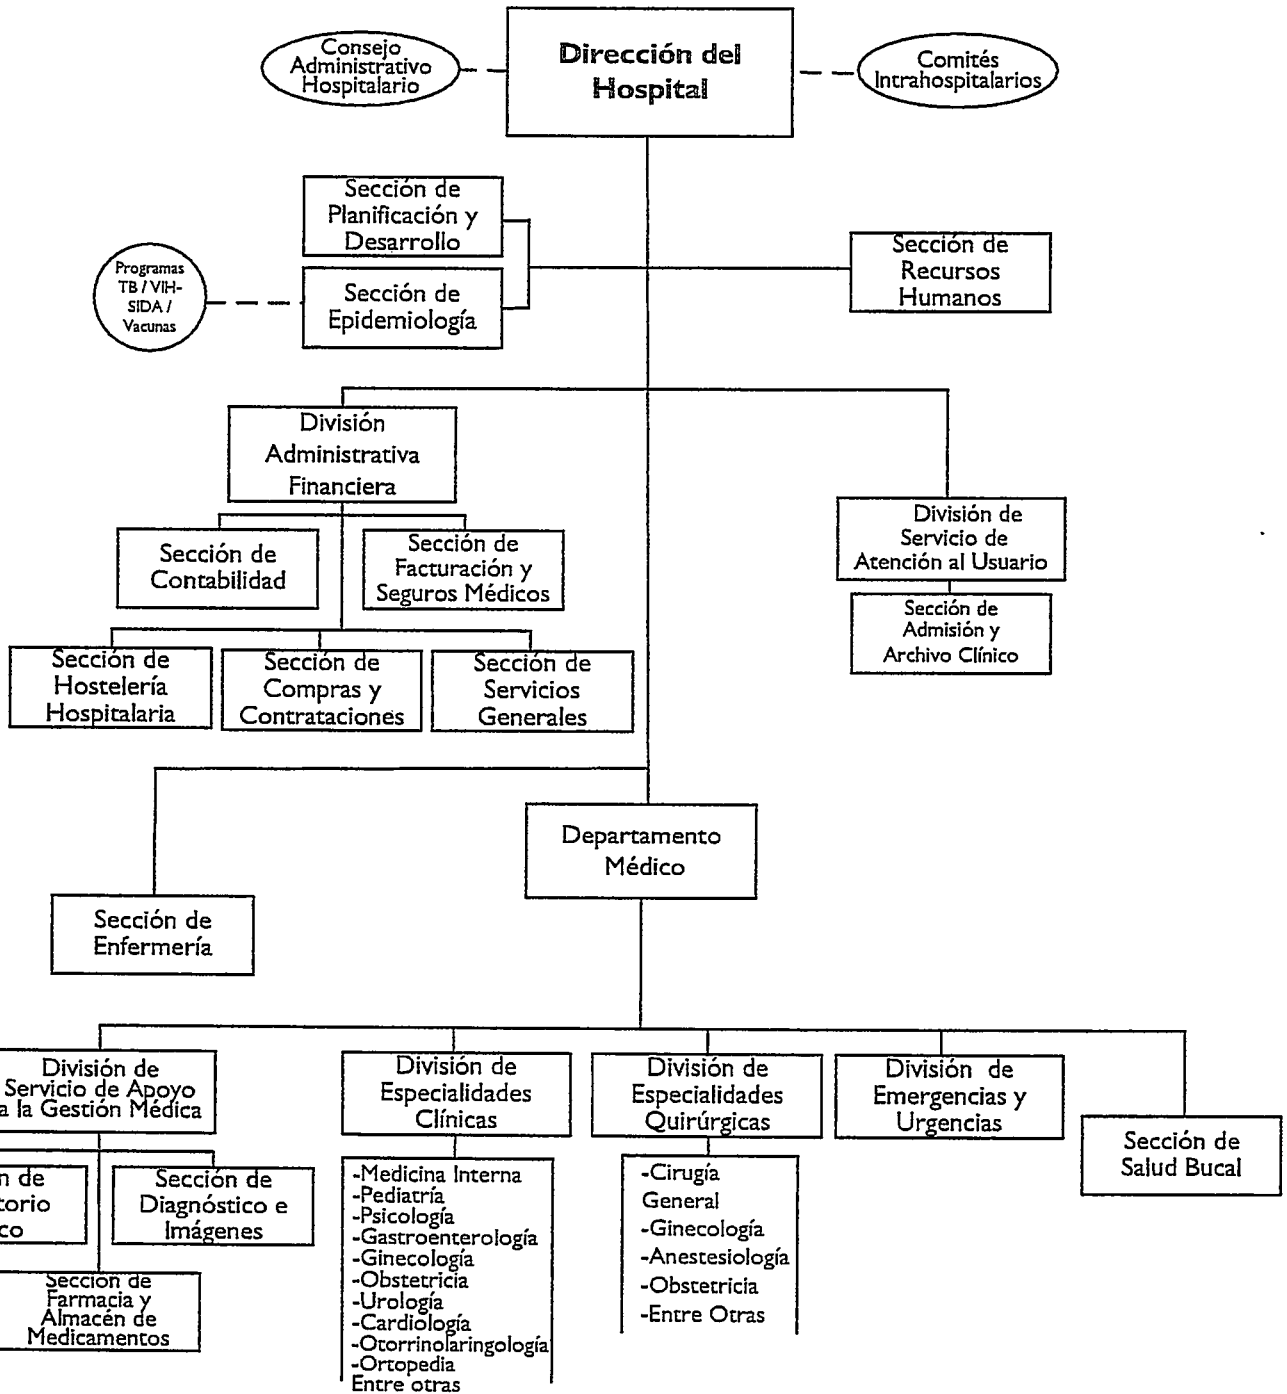 Consejo
Administrativo
Hospitalario
Dirección del
Hospital
Comités
Intrahospitalarios
Sección de
Planificación y
Desarrollo
Sección de
Recursos
Humanos
Programas
TB / VIH-
SIDA /
Vacunas
Sección de
Epidemiología
División
Administrativa
Financiera
Sección de
Contabilidad
Sección de
Facturación y
Seguros Médicos
División de
Servicio de
Atención al Usuario
Sección de
Admisión y
Archivo Clínico
Sección de
Hostelería
Hospitalaria
Sección de
Compras y
Contrataciones
Sección de
Servicios
Generales
Departamento
Médico
Sección de
Enfermería
División de
Servicio de Apoyo
a la Gestión Médica
División de
Especialidades
Clínicas
División de
Especialidades
Quirúrgicas
División de
Emergencias y
Urgencias
Sección de
Salud Bucal
n de
torio
co
Sección de
Diagnóstico e
Imágenes
Sección de
Farmacia y
Almacén de
Medicamentos
-Medicina Interna
-Pediatría
-Psicología
-Gastroenterología
-Ginecología
-Obstetricia
-Urología
-Cardiología
-Otorrinolaringología
-Ortopedia
Entre otras
-Cirugía
General
-Ginecología
-Anestesiología
-Obstetricia
-Entre Otras